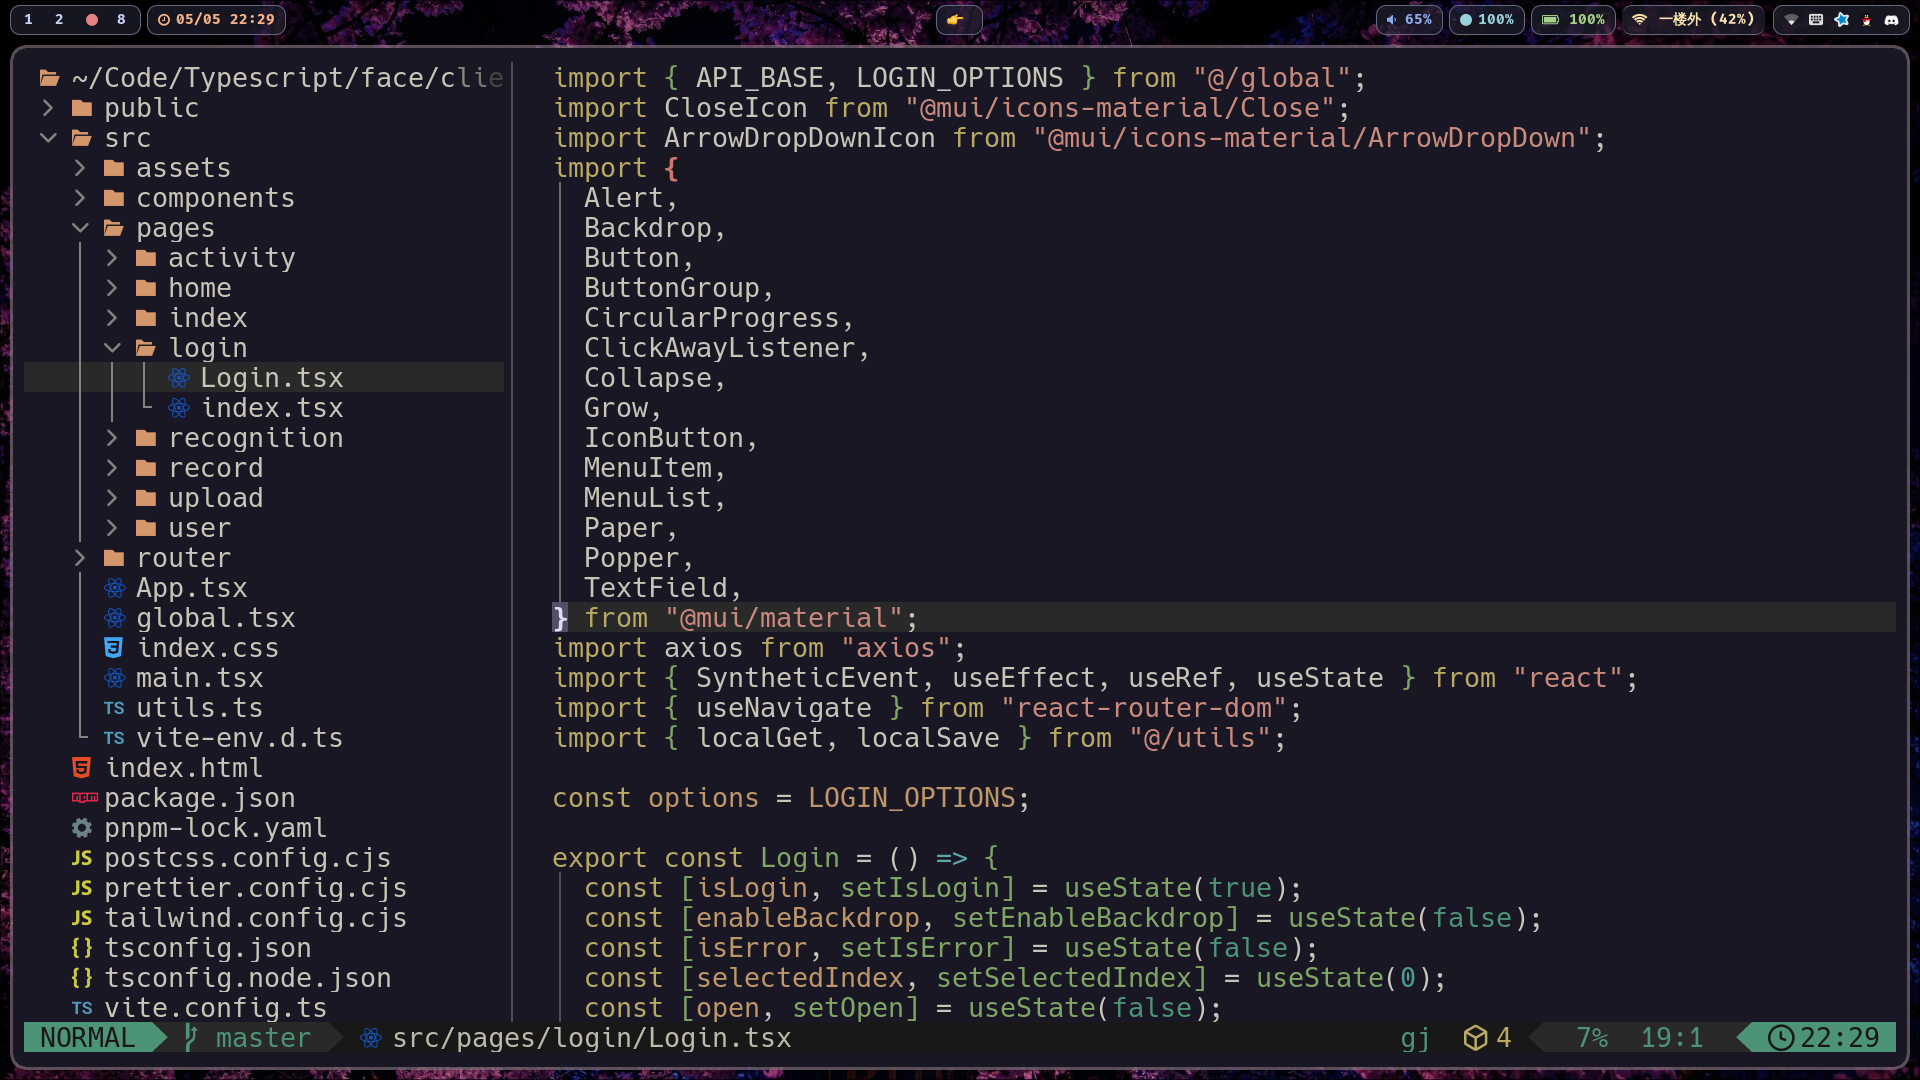 1 2 8 05/05 22:29 65% 100% 100% 一楼外 (42%)
~/Code/Typescript/face/clie
public
src
assets
components
pages
activity
home
index
login
Login.tsx
index.tsx
recognition
record
upload
user
router
App.tsx
global.tsx
index.css
main.tsx
TS utils.ts
TS vite-env.d.ts
index.html
package.json
pnpm-lock.yaml
JS postcss.config.cjs
JS prettier.config.cjs
JS tailwind.config.cjs
{} tsconfig.json
{} tsconfig.node.json
TS vite.config.ts
import { API_BASE, LOGIN_OPTIONS } from "@/global";
import CloseIcon from "@mui/icons-material/Close";
import ArrowDropDownIcon from "@mui/icons-material/ArrowDropDown";
import {
Alert,
Backdrop,
Button,
ButtonGroup,
CircularProgress,
ClickAwayListener,
Collapse,
Grow,
IconButton,
MenuItem,
MenuList,
Paper,
Popper,
TextField,
} from "@mui/material";
import axios from "axios";
import { SyntheticEvent, useEffect, useRef, useState } from "react";
import { useNavigate } from "react-router-dom";
import { localGet, localSave } from "@/utils";
const options = LOGIN_OPTIONS;
export const Login = () => {
const [isLogin, setIsLogin] = useState(true);
const [enableBackdrop, setEnableBackdrop] = useState(false);
const [isError, setIsError] = useState(false);
const [selectedIndex, setSelectedIndex] = useState(0);
const [open, setOpen] = useState(false);
NORMAL master src/pages/login/Login.tsx gj 4 7% 19:1 22:29